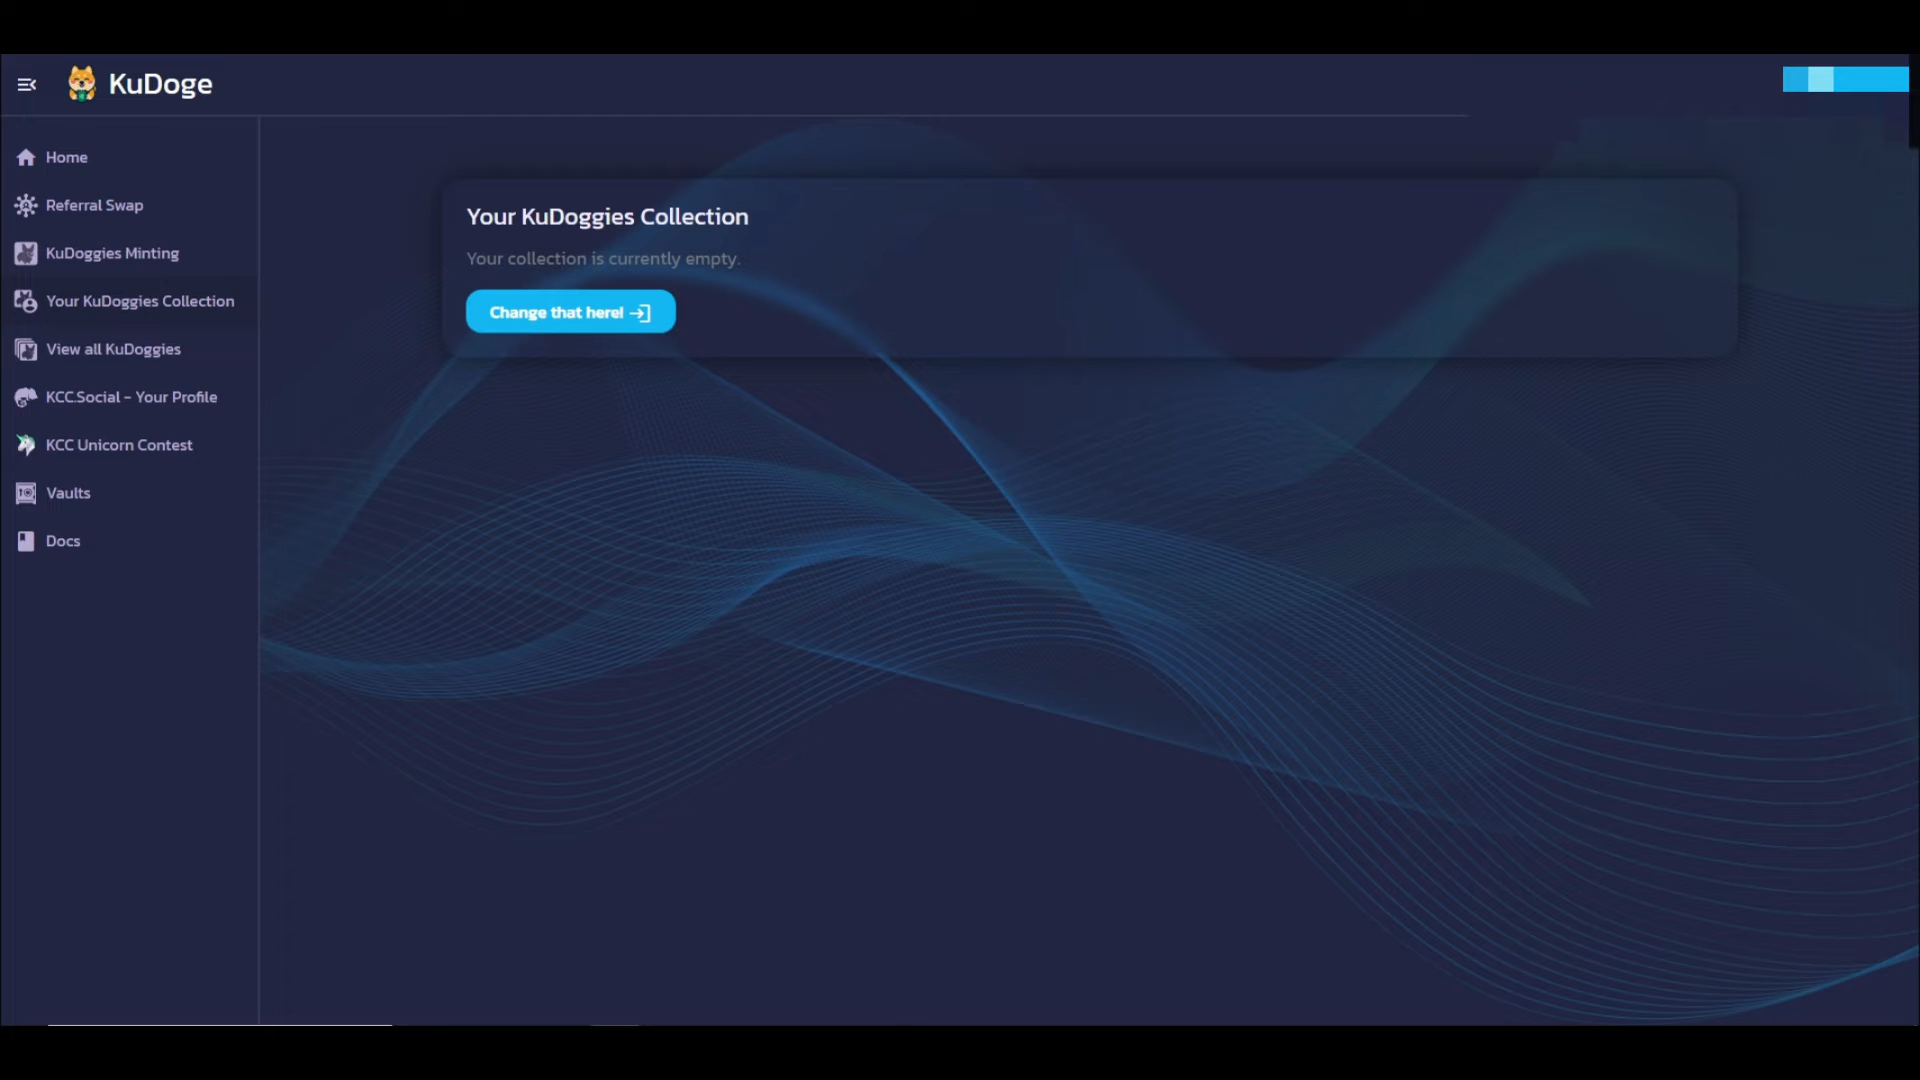 KuDoge
Home
Referral Swap
KuDoggies Minting
Your KuDoggies Collection
View all KuDoggies
KCC.Social - Your Profile
KCC Unicorn Contest
Vaults
Docs
Your KuDoggies Collection
Your collection is currently empty.
Change that here!